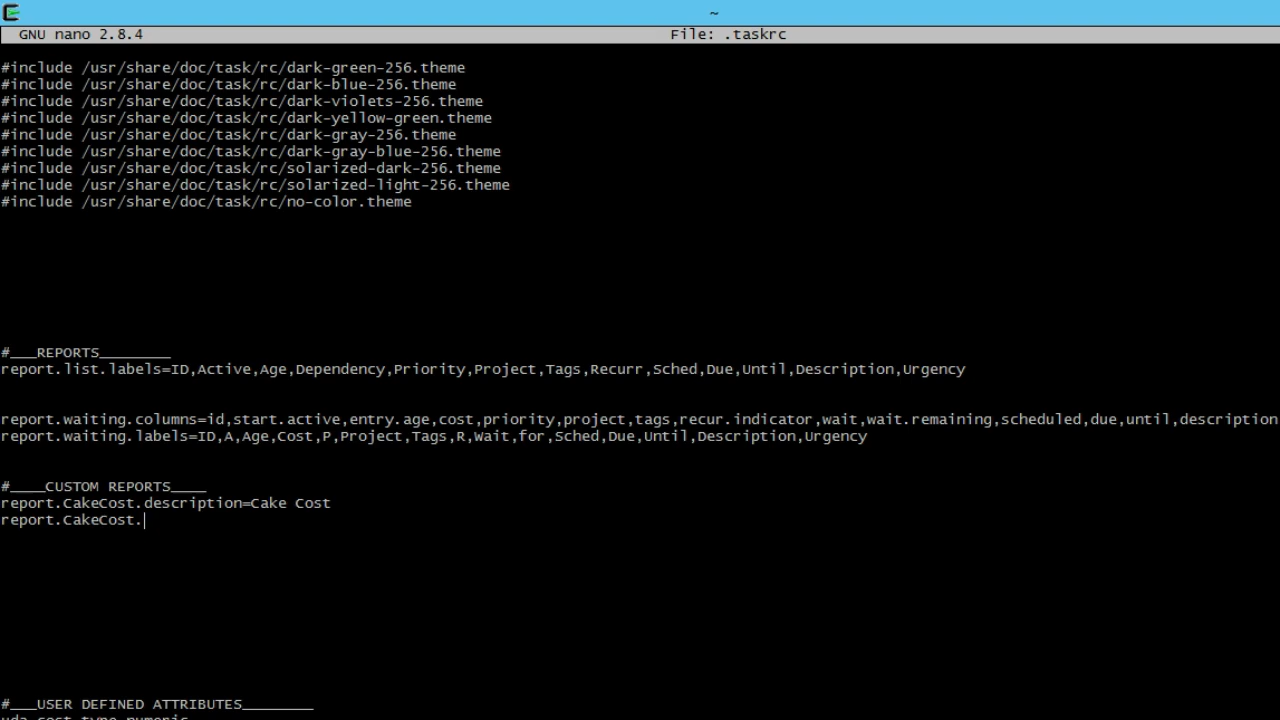 ~
GNU nano 2.8.4 File: .taskrc
#include /usr/share/doc/task/rc/dark-green-256.theme
#include /usr/share/doc/task/rc/dark-blue-256.theme
#include /usr/share/doc/task/rc/dark-violets-256.theme
#include /usr/share/doc/task/rc/dark-yellow-green.theme
#include /usr/share/doc/task/rc/dark-gray-256.theme
#include /usr/share/doc/task/rc/dark-gray-blue-256.theme
#include /usr/share/doc/task/rc/solarized-dark-256.theme
#include /usr/share/doc/task/rc/solarized-light-256.theme
#include /usr/share/doc/task/rc/no-color.theme
#___REPORTS________
report.list.labels=ID,Active,Age,Dependency,Priority,Project,Tags,Recurr,Sched,Due,Until,Description,Urgency
report.waiting.columns=id,start.active,entry.age,cost,priority,project,tags,recur.indicator,wait,wait.remaining,scheduled,due,until,description
report.waiting.labels=ID,A,Age,Cost,P,Project,Tags,R,Wait,for,Sched,Due,Until,Description,Urgency
#____CUSTOM REPORTS____
report.CakeCost.description=Cake Cost
report.CakeCost.
#___USER DEFINED ATTRIBUTES________
uda.cost.type=numeric